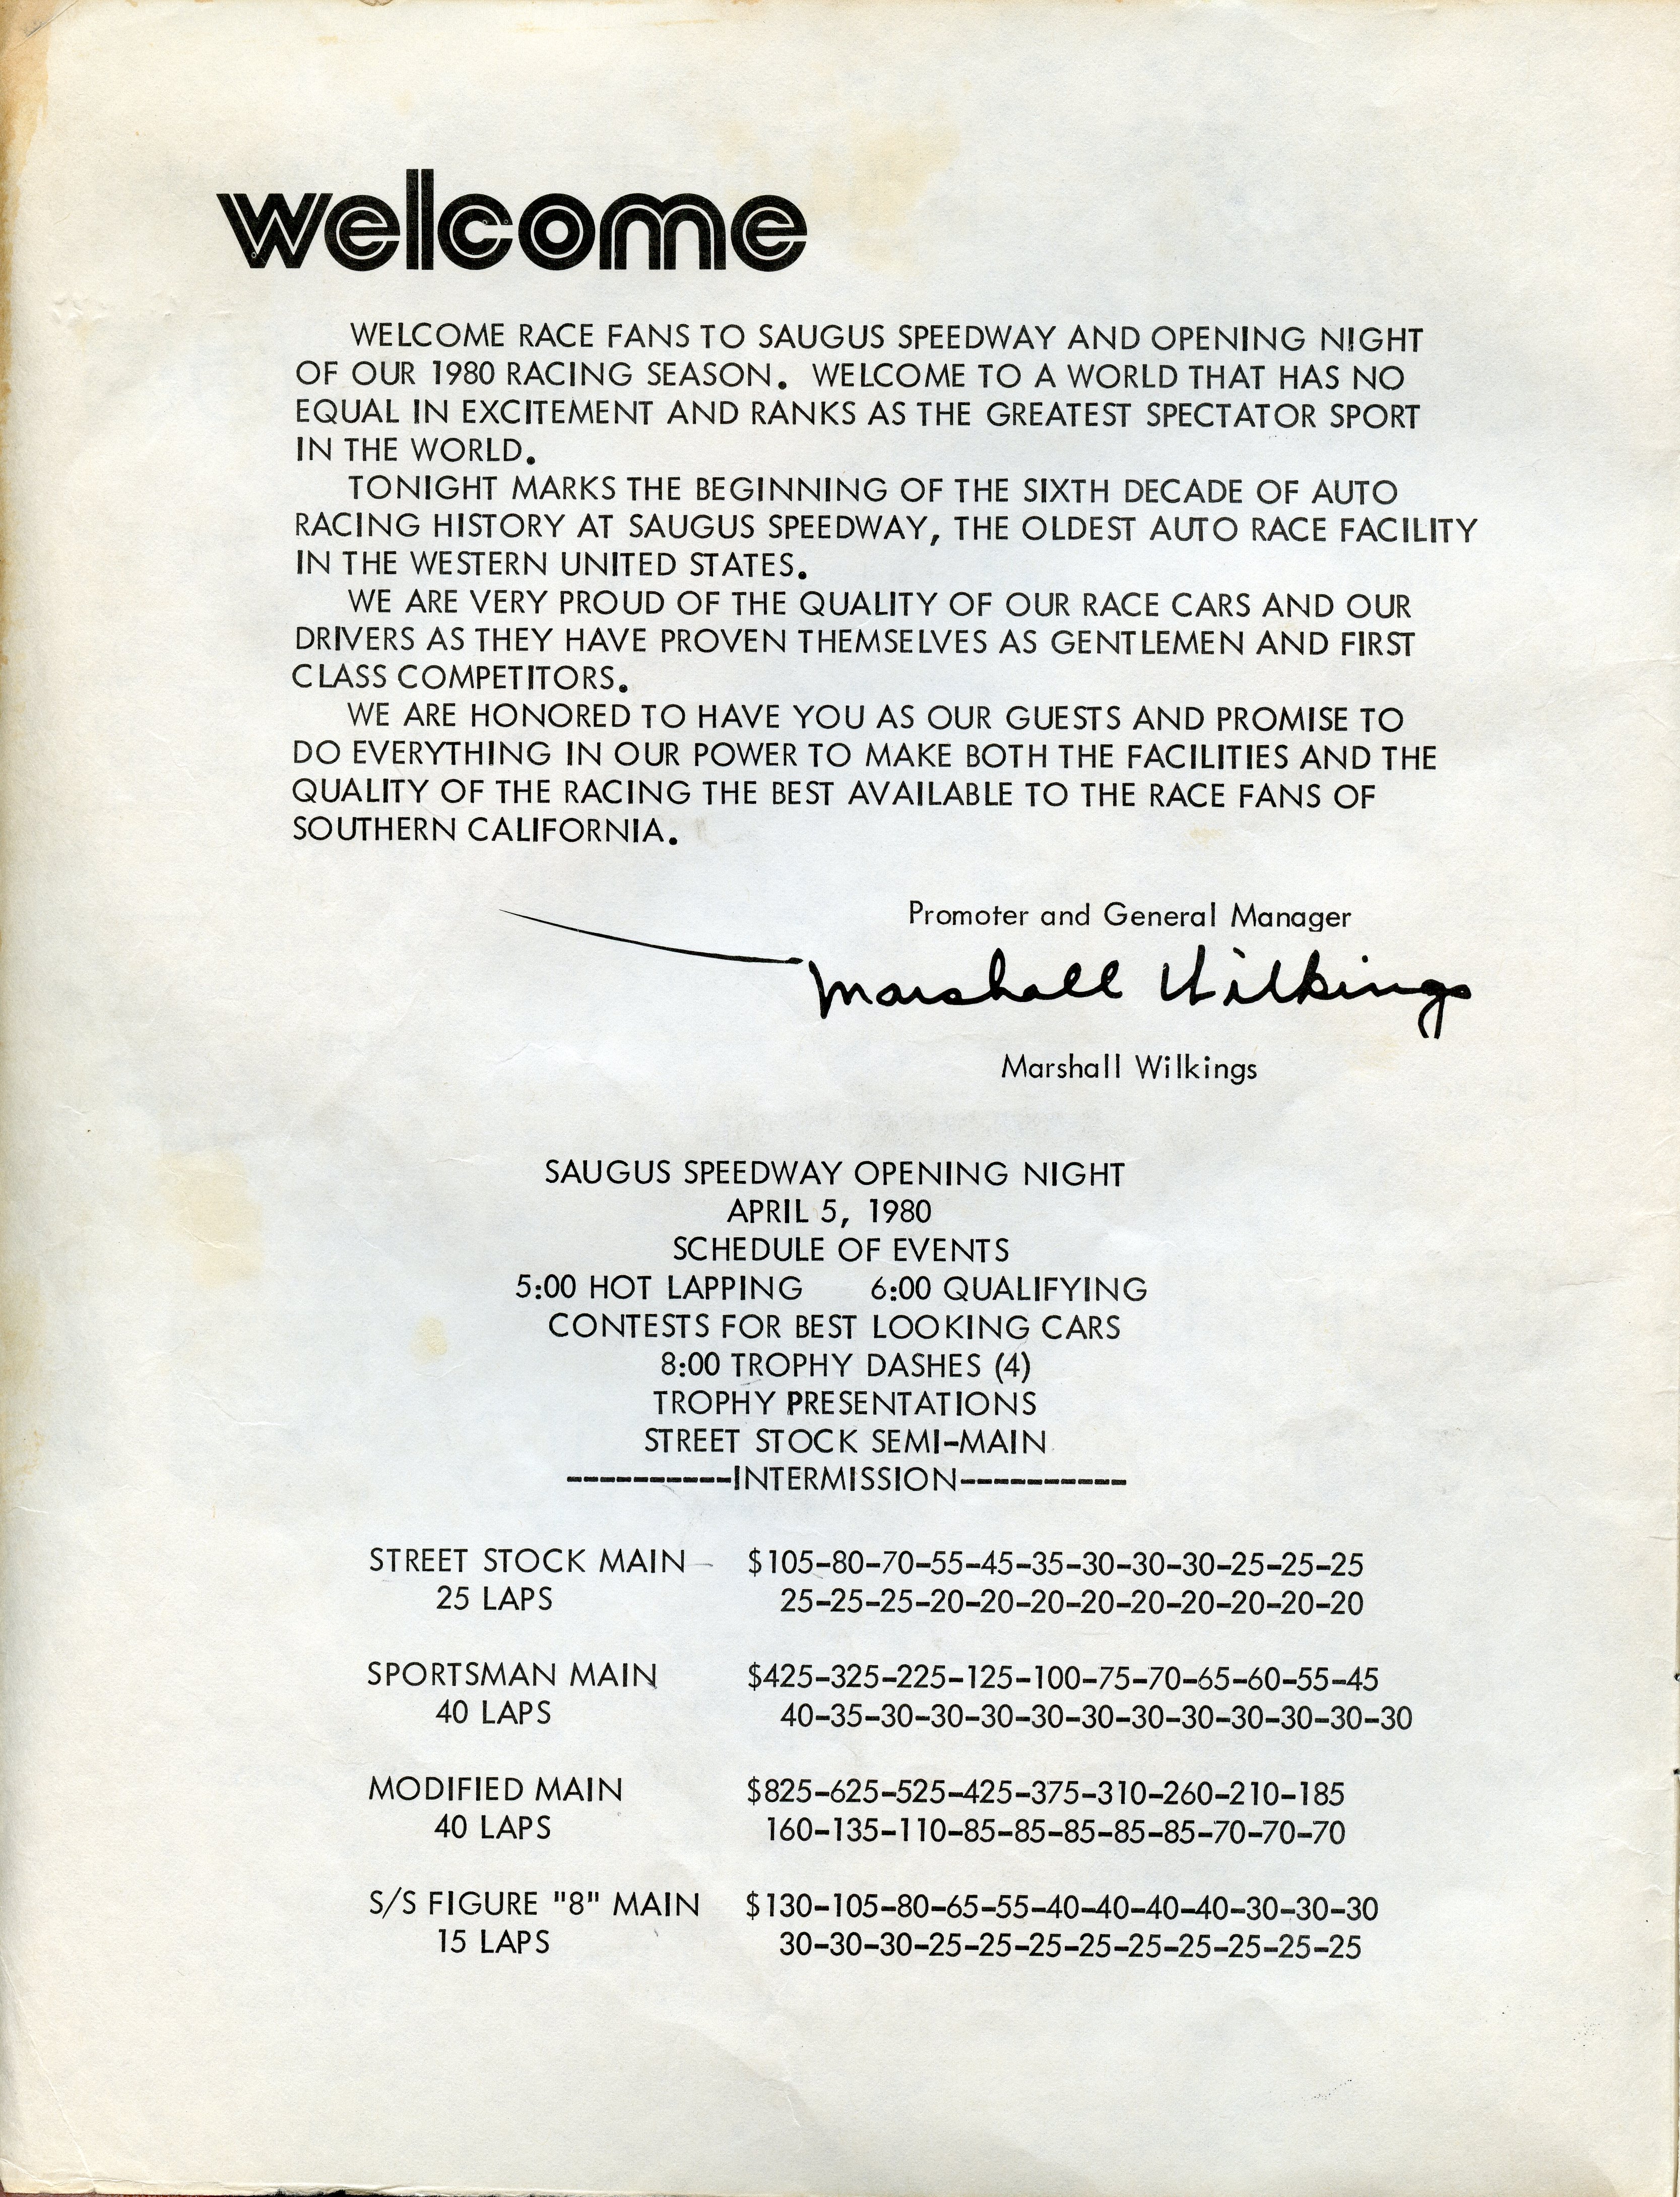 welcome
WELCOME RACE FANS TO SAUGUS SPEEDWAY AND OPENING NIGHT
OF OUR 1980 RACING SEASON. WELCOME TO A WORLD THAT HAS NO
EQUAL IN EXCITEMENT AND RANKS AS THE GREATEST SPECTATOR SPORT
IN THE WORLD.
TONIGHT MARKS THE BEGINNING OF THE SIXTH DECADE OF AUTO
RACING HISTORY AT SAUGUS SPEEDWAY, THE OLDEST AUTO RACE FACILITY
IN THE WESTERN UNITED STATES.
WE ARE VERY PROUD OF THE QUALITY OF OUR RACE CARS AND OUR
DRIVERS AS THEY HAVE PROVEN THEMSELVES AS GENTLEMEN AND FIRST
CLASS COMPETITORS.
WE ARE HONORED TO HAVE YOU AS OUR GUESTS AND PROMISE TO
DO EVERYTHING IN OUR POWER TO MAKE BOTH THE FACILITIES AND THE
QUALITY OF THE RACING THE BEST AVAILABLE TO THE RACE FANS OF
SOUTHERN CALIFORNIA.
Promoter and General Manager
Marshall Wilkings
Marshall Wilkings
SAUGUS SPEEDWAY OPENING NIGHT
APRIL 5, 1980
SCHEDULE OF EVENTS
5:00 HOT LAPPING 6:00 QUALIFYING
CONTESTS FOR BEST LOOKING CARS
8:00 TROPHY DASHES (4)
TROPHY PRESENTATIONS
STREET STOCK SEMI-MAIN
----------INTERMISSION----------
STREET STOCK MAIN $105-80-70-55-45-35-30-30-30-25-25-25
25 LAPS 25-25-25-20-20-20-20-20-20-20-20-20
SPORTSMAN MAIN $425-325-225-125-100-75-70-65-60-55-45
40 LAPS 40-35-30-30-30-30-30-30-30-30-30-30-30
MODIFIED MAIN $825-625-525-425-375-310-260-210-185
40 LAPS 160-135-110-85-85-85-85-85-70-70-70
S/S FIGURE "8" MAIN $130-105-80-65-55-40-40-40-40-30-30-30
15 LAPS 30-30-30-25-25-25-25-25-25-25-25-25